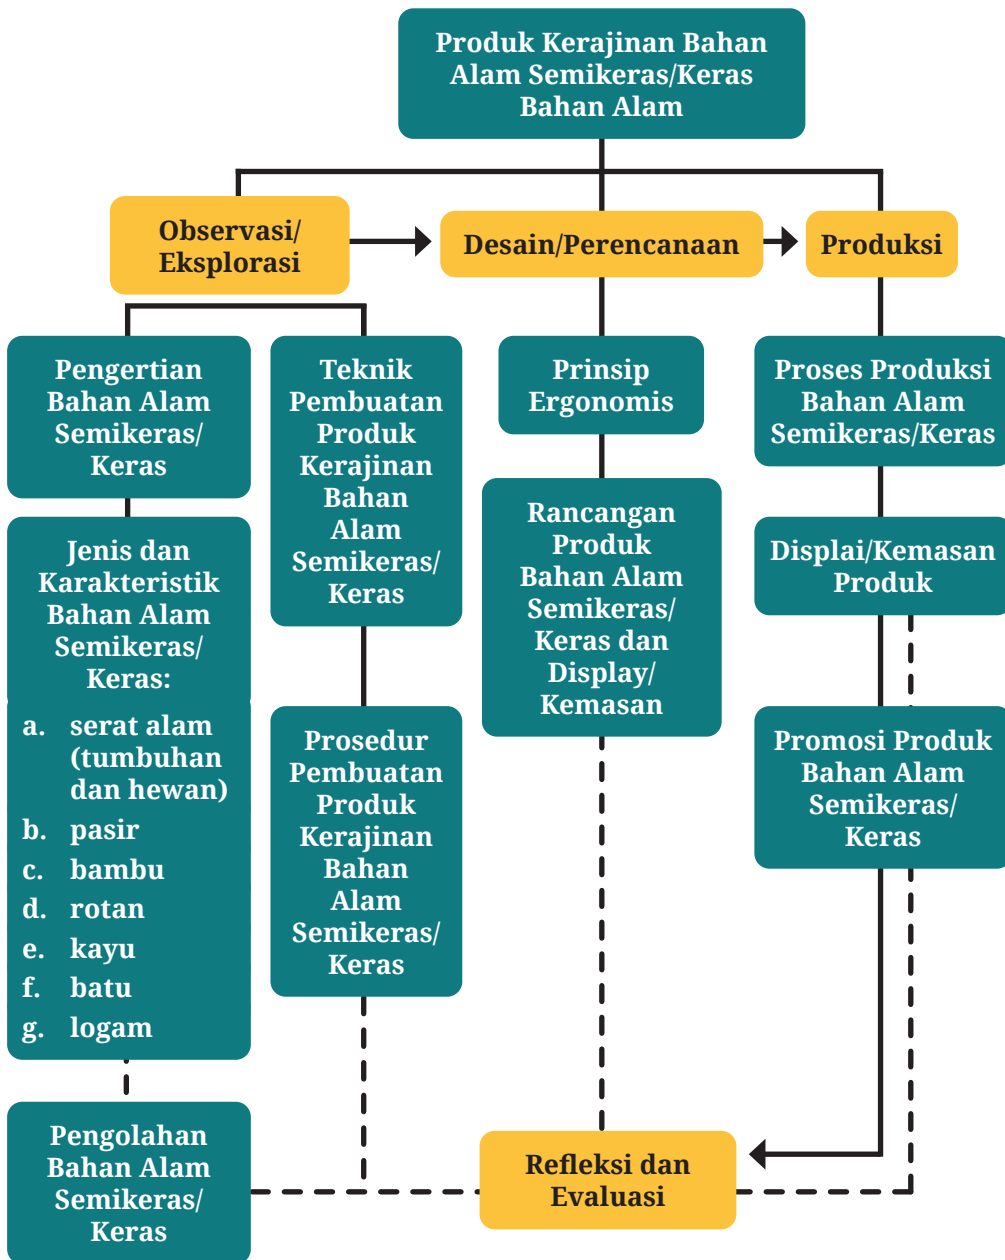 Produk Kerajinan Bahan
Alam Semikeras/Keras
Bahan Alam
Observasi/
Eksplorasi
Desain/Perencanaan
Produksi
Pengertian
Bahan Alam
Semikeras/
Keras
Jenis dan
Karakteristik
Bahan Alam
Semikeras/
Keras:
a. serat alam
(tumbuhan
dan hewan)
b. pasir
c. bambu
d. rotan
e. kayu
f. batu
g. logam
Pengolahan
Bahan Alam
Semikeras/
Keras
Teknik
Pembuatan
Produk
Kerajinan
Bahan
Alam
Semikeras/
Keras
Prosedur
Pembuatan
Produk
Kerajinan
Bahan
Alam
Semikeras/
Keras
Prinsip
Ergonomis
Rancangan
Produk
Bahan Alam
Semikeras/
Keras dan
Display/
Kemasan
Proses Produksi
Bahan Alam
Semikeras/Keras
Displai/Kemasan
Produk
Promosi Produk
Bahan Alam
Semikeras/
Keras
Refleksi dan
Evaluasi